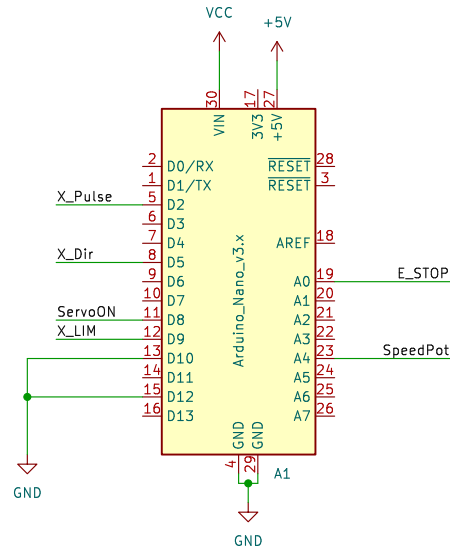 VCC
+5V
30
17
27
VIN
3V3
+5V
2 D0/RX
RESET 28
1 D1/TX
RESET 3
X_Pulse 5 D2
6 D3
7 D4
AREF 18
X_Dir 8 D5
9 D6
A0 19 E_STOP
10 D7
A1 20
ServoON 11 D8
A2 21
X_LIM 12 D9
A3 22
13 D10
A4 23 SpeedPot
14 D11
A5 24
15 D12
A6 25
16 D13
A7 26
Arduino_Nano_v3.x
GND
GND
4
29
A1
GND
GND